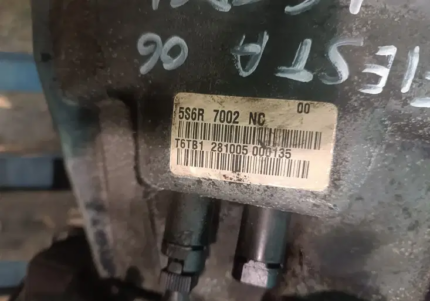 FIESTA 06
5S6R 7002 NC 00
T6TB1 281005 000135